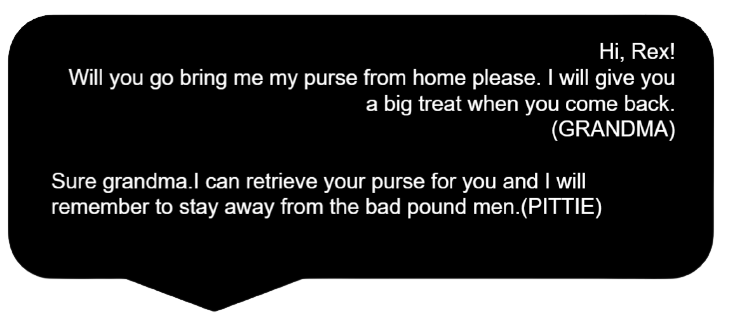 Hi, Rex!
Will you go bring me my purse from home please. I will give you
a big treat when you come back.
(GRANDMA)
Sure grandma.I can retrieve your purse for you and I will
remember to stay away from the bad pound men.(PITTIE)